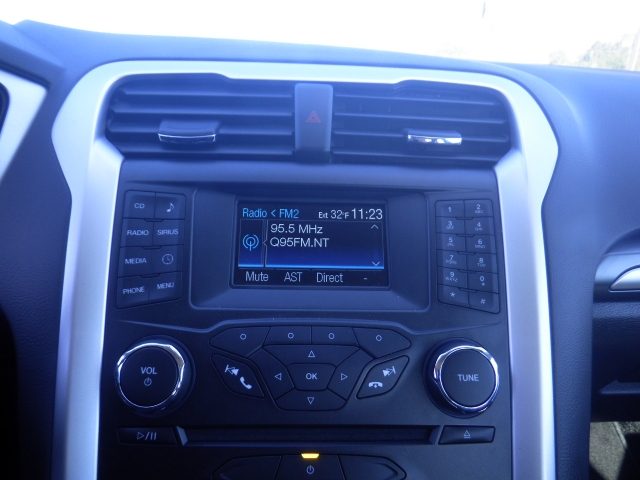 Radio < FM2 Ext 32°F 11:23
95.5 MHz
Q95FM.NT
Mute AST Direct -
CD
RADIO SIRIUS
MEDIA
PHONE MENU
1 2
3 4
5 6
7 8
9 0
* #
VOL
OK
TUNE